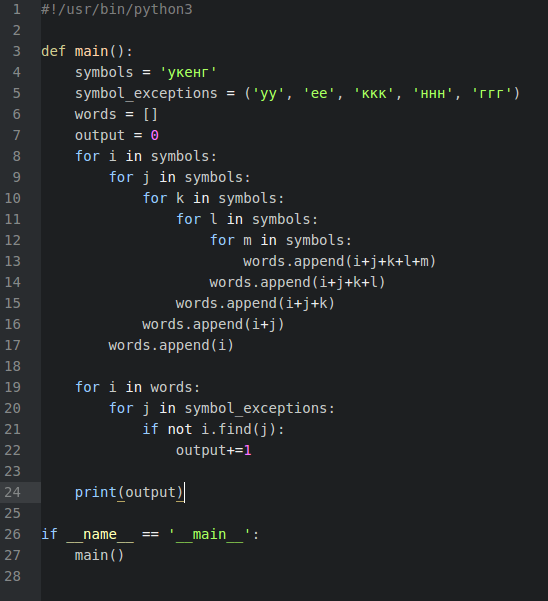 1 #!/usr/bin/python3
2
3 def main():
4     symbols = 'укенг'
5     symbol_exceptions = ('уу', 'ее', 'ккк', 'ннн', 'ггг')
6     words = []
7     output = 0
8     for i in symbols:
9         for j in symbols:
10             for k in symbols:
11                 for l in symbols:
12                     for m in symbols:
13                         words.append(i+j+k+l+m)
14                     words.append(i+j+k+l)
15                 words.append(i+j+k)
16             words.append(i+j)
17         words.append(i)
18
19     for i in words:
20         for j in symbol_exceptions:
21             if not i.find(j):
22                 output+=1
23
24     print(output)
25
26 if __name__ == '__main__':
27     main()
28